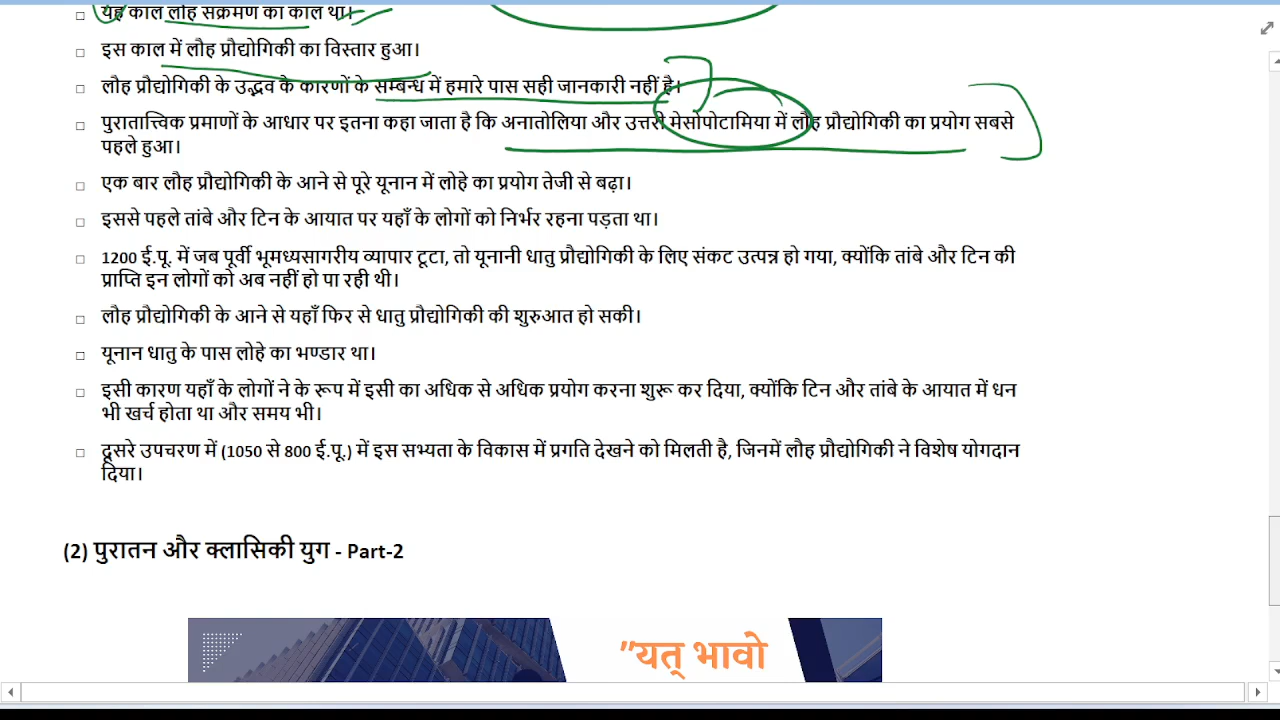 यह काल लौह संक्रमण का काल था।
इस काल में लौह प्रौद्योगिकी का विस्तार हुआ।
लौह प्रौद्योगिकी के उद्भव के कारणों के सम्बन्ध में हमारे पास सही जानकारी नहीं है।
पुरातात्त्विक प्रमाणों के आधार पर इतना कहा जाता है कि अनातोलिया और उत्तरी मेसोपोटामिया में लौह प्रौद्योगिकी का प्रयोग सबसे
पहले हुआ।
एक बार लौह प्रौद्योगिकी के आने से पूरे यूनान में लोहे का प्रयोग तेजी से बढ़ा।
इससे पहले तांबे और टिन के आयात पर यहाँ के लोगों को निर्भर रहना पड़ता था।
1200 ई.पू. में जब पूर्वी भूमध्यसागरीय व्यापार टूटा, तो यूनानी धातु प्रौद्योगिकी के लिए संकट उत्पन्न हो गया, क्योंकि तांबे और टिन की
प्राप्ति इन लोगों को अब नहीं हो पा रही थी।
लौह प्रौद्योगिकी के आने से यहाँ फिर से धातु प्रौद्योगिकी की शुरुआत हो सकी।
यूनान धातु के पास लोहे का भण्डार था।
इसी कारण यहाँ के लोगों ने के रूप में इसी का अधिक से अधिक प्रयोग करना शुरू कर दिया, क्योंकि टिन और तांबे के आयात में धन
भी खर्च होता था और समय भी।
दूसरे उपचरण में (1050 से 800 ई.पू.) में इस सभ्यता के विकास में प्रगति देखने को मिलती है, जिनमें लौह प्रौद्योगिकी ने विशेष योगदान
दिया।
(2) पुरातन और क्लासिकी युग - Part-2
”यत् भावो